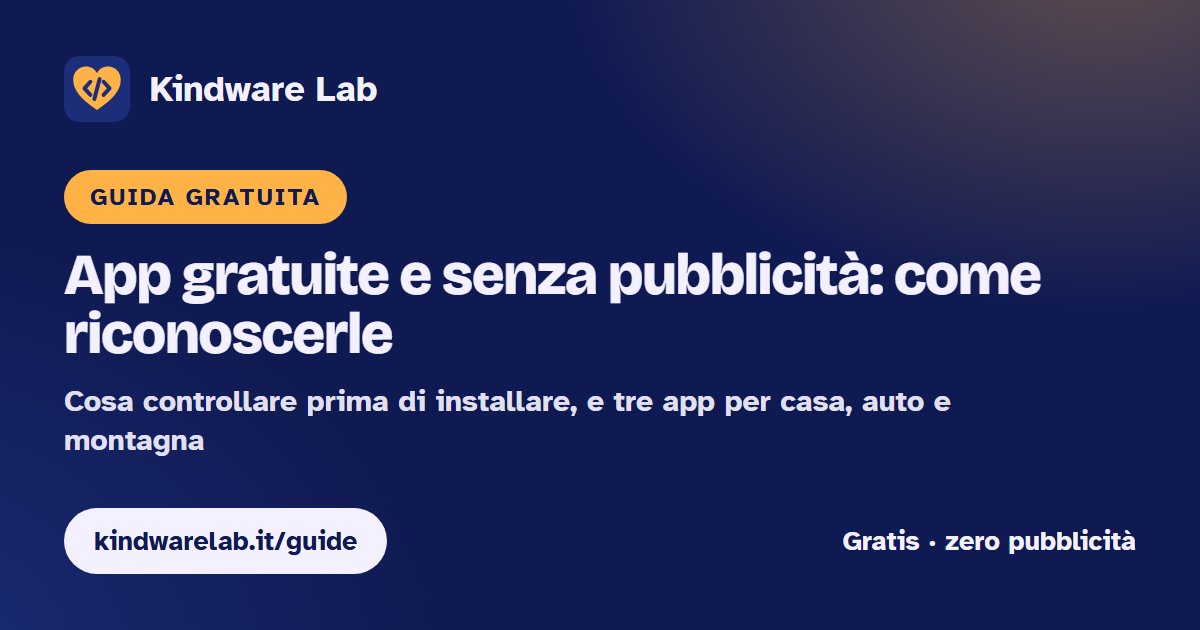 Kindware Lab
GUIDA GRATUITA
App gratuite e senza pubblicità: come
riconoscerle
Cosa controllare prima di installare, e tre app per casa, auto e
montagna
kindwarelab.it/guide
Gratis · zero pubblicità